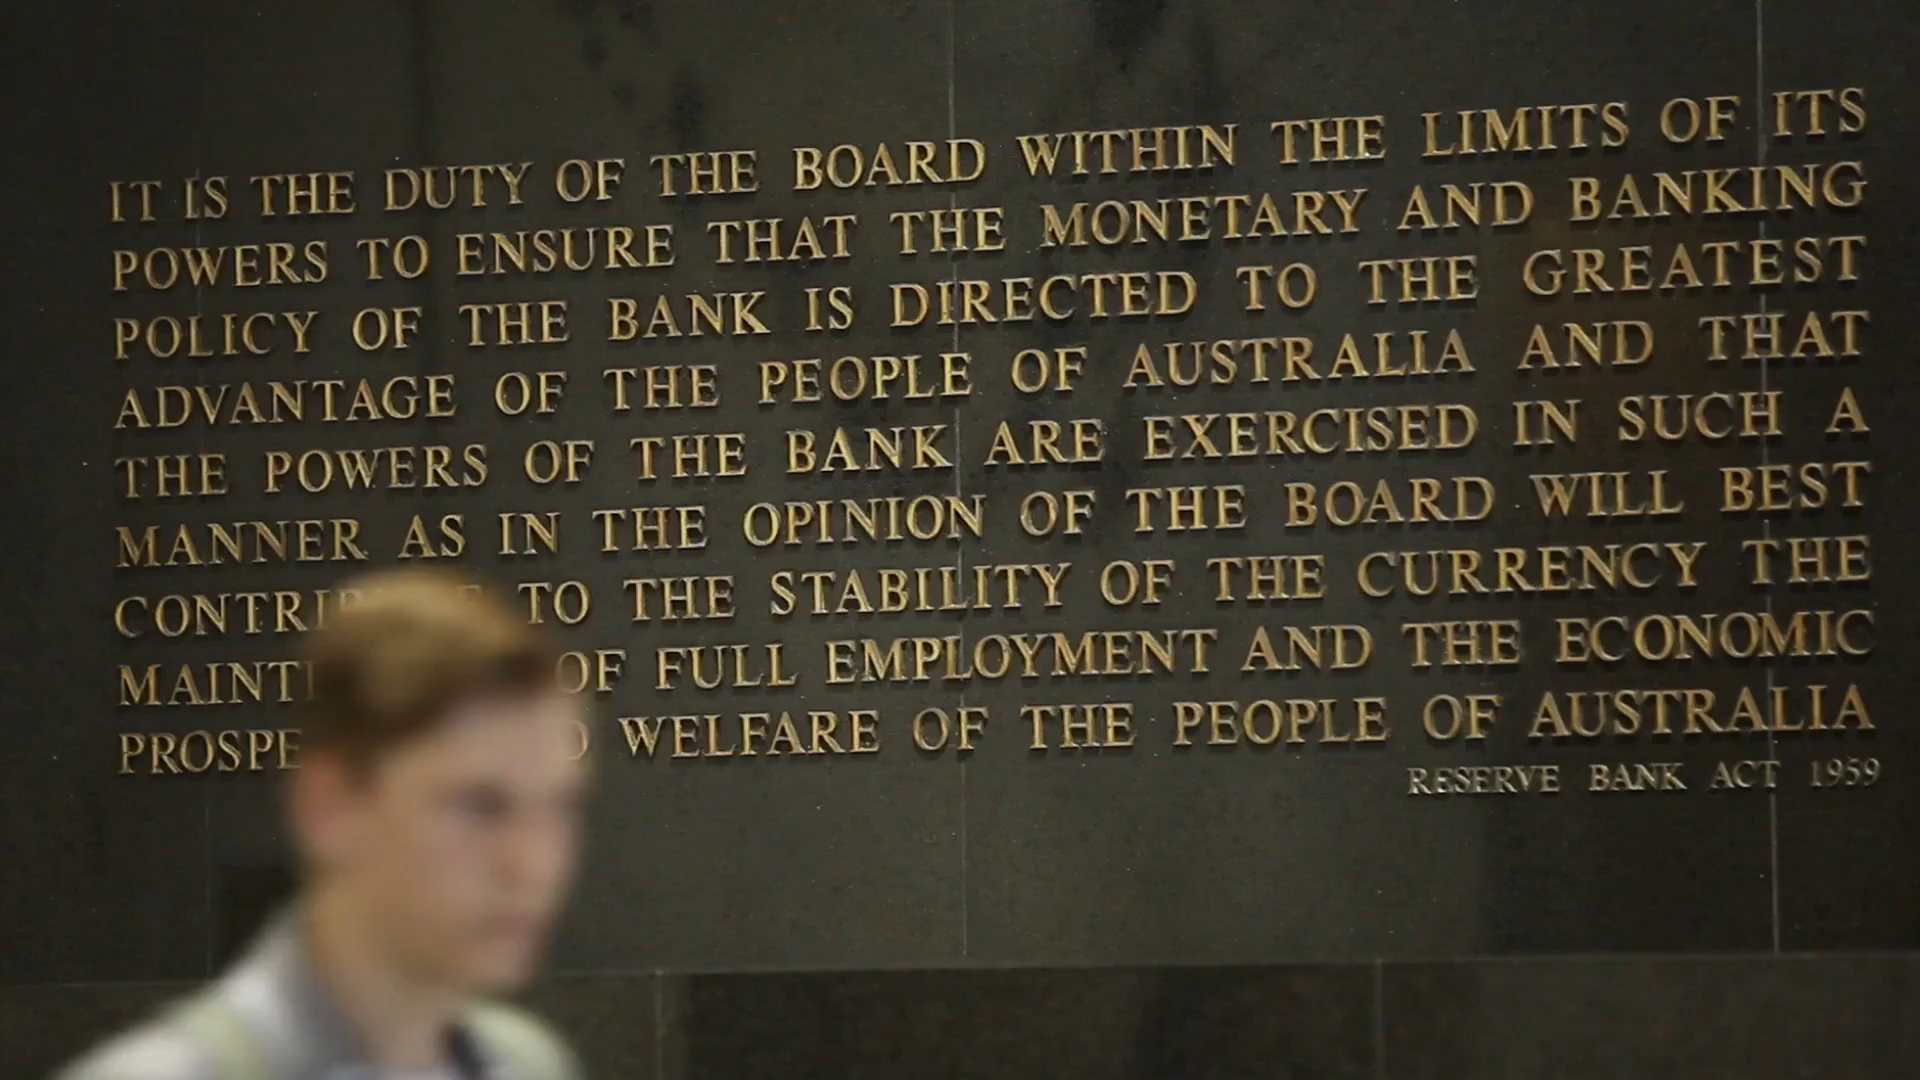 IT IS THE DUTY OF THE BOARD WITHIN THE LIMITS OF ITS
POWERS TO ENSURE THAT THE MONETARY AND BANKING
POLICY OF THE BANK IS DIRECTED TO THE GREATEST
ADVANTAGE OF THE PEOPLE OF AUSTRALIA AND THAT
THE POWERS OF THE BANK ARE EXERCISED IN SUCH A
MANNER AS IN THE OPINION OF THE BOARD WILL BEST
TO THE STABILITY OF THE CURRENCY THE
OF FULL EMPLOYMENT AND THE ECONOMIC
WELFARE OF THE PEOPLE OF AUSTRALIA
RESERVE BANK ACT 1959